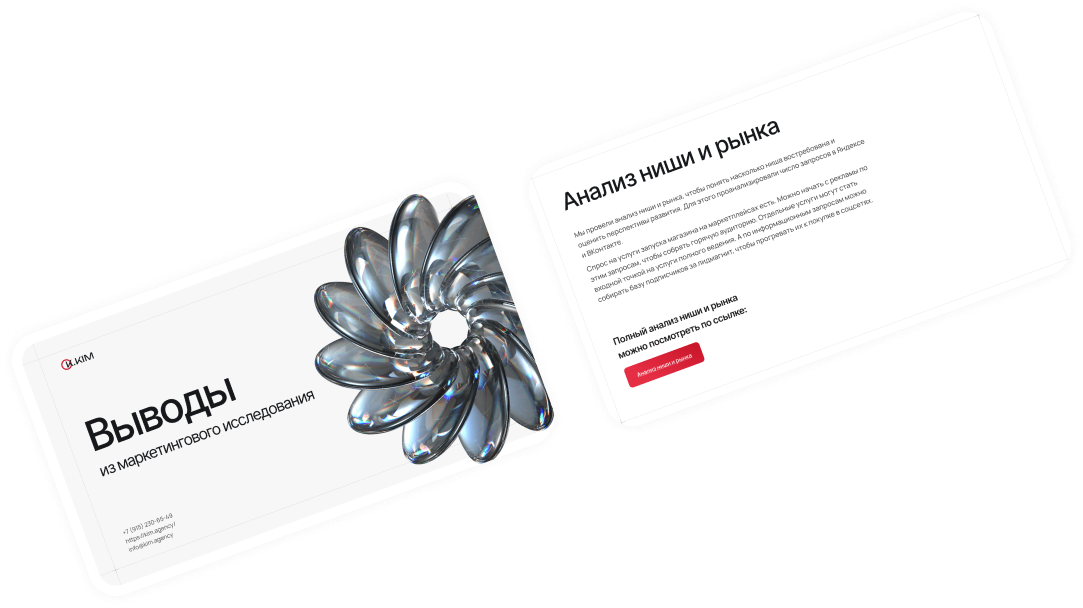 И.KIM
Выводы
из маркетингового исследования
+7 (915) 230-65-49
https://kim.agency/
info@kim.agency
Анализ ниши и рынка
Мы провели анализ ниши и рынка, чтобы понять насколько ниша востребована и
оценить перспективы развития. Для этого проанализировали число запросов в Яндексе
и ВКонтакте.
Спрос на услуги запуска магазина на маркетплейсах есть. Можно начать с рекламы по
этим запросам, чтобы собрать горячую аудиторию. Отдельные услуги могут стать
входной точкой на услуги полного ведения. А по информационным запросам можно
собирать базу подписчиков за лидмагнит, чтобы прогревать их к покупке в соцсетях.
Полный анализ ниши и рынка
можно посмотреть по ссылке:
Анализ ниши и рынка